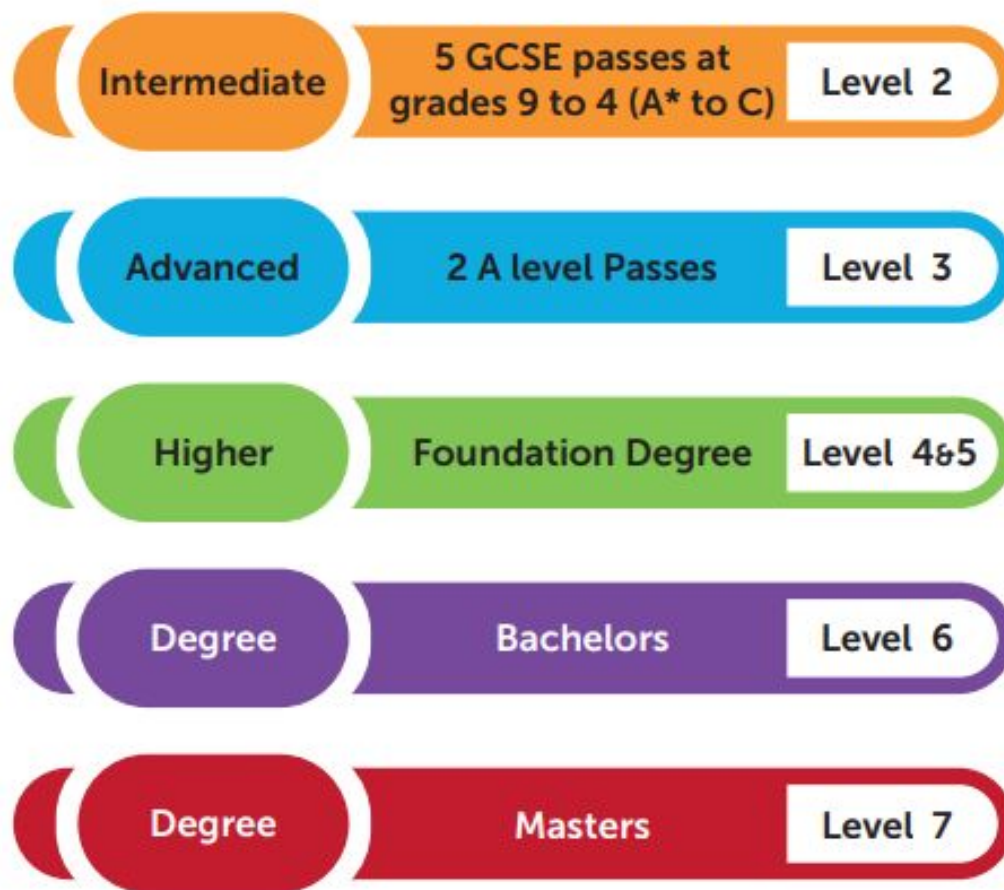 Intermediate
5 GCSE passes at
grades 9 to 4 (A* to C)
Level 2
Advanced
2 A level Passes
Level 3
Higher
Foundation Degree
Level 4&5
Degree
Bachelors
Level 6
Degree
Masters
Level 7